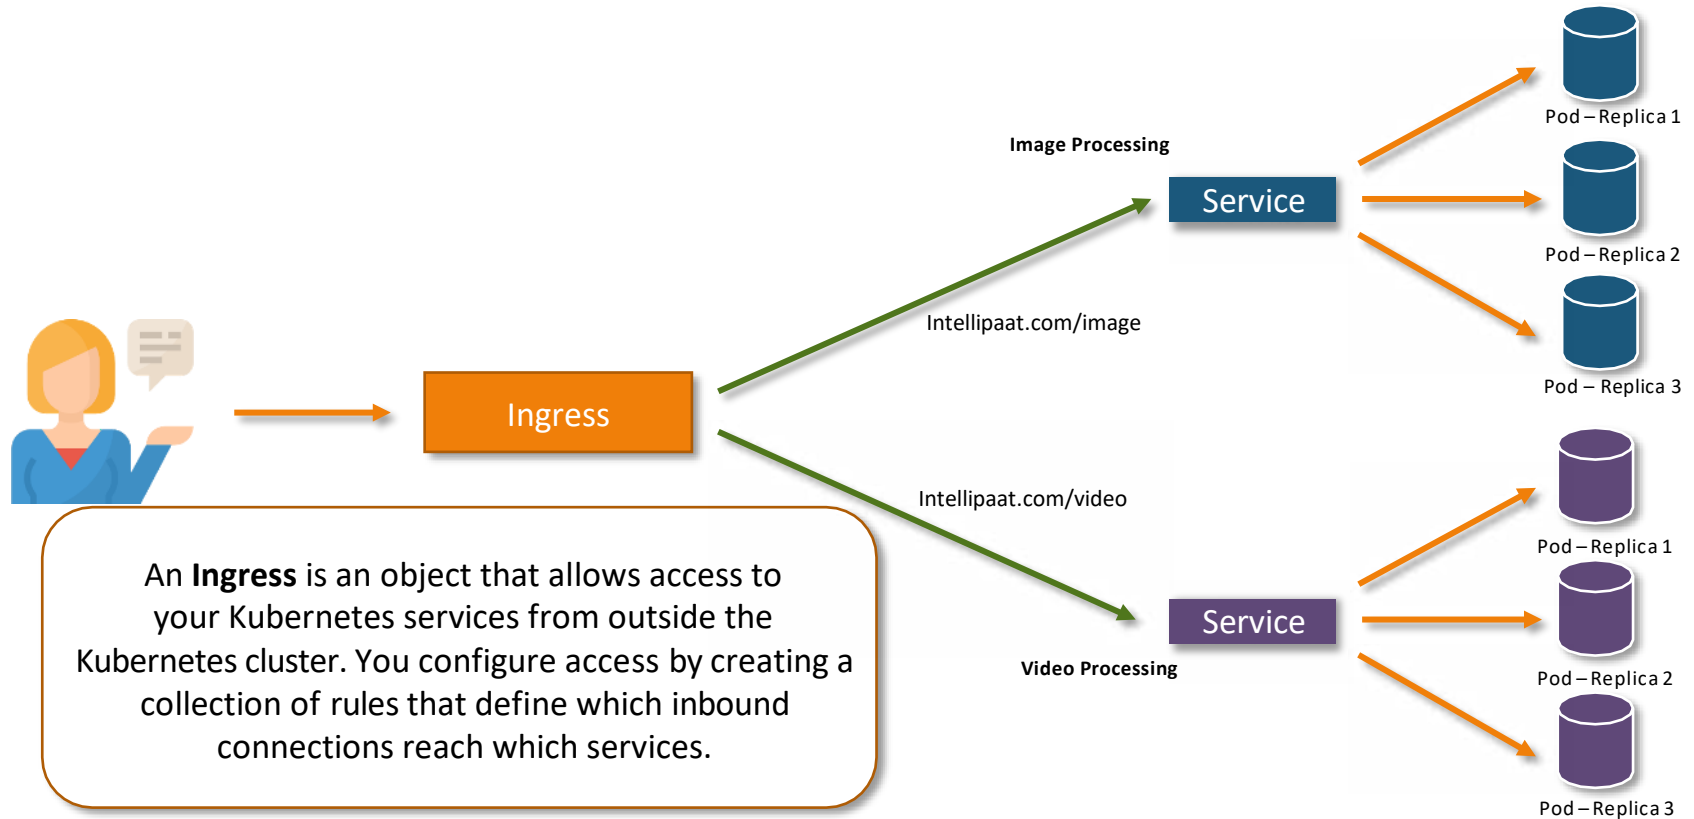 Pod – Replica 1
Image Processing
Service
Pod – Replica 2
Intellipaat.com/image
Pod – Replica 3
Ingress
Intellipaat.com/video
Pod – Replica 1
An Ingress is an object that allows access to
your Kubernetes services from outside the
Kubernetes cluster. You configure access by creating a
collection of rules that define which inbound
connections reach which services.
Service
Video Processing
Pod – Replica 2
Pod – Replica 3